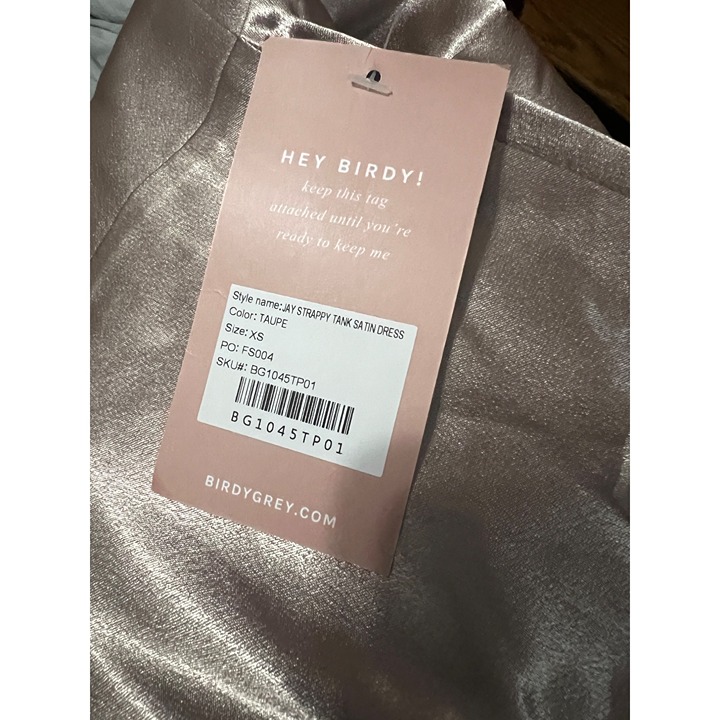 HEY BIRDY!
keep this tag
attached until you're
ready to keep me
Style name:JAY STRAPPY TANK SATIN DRESS
Color: TAUPE
Size: XS
PO: FS004
SKU#: BG1045TP01
BG1045TP01
BIRDYGREY.COM